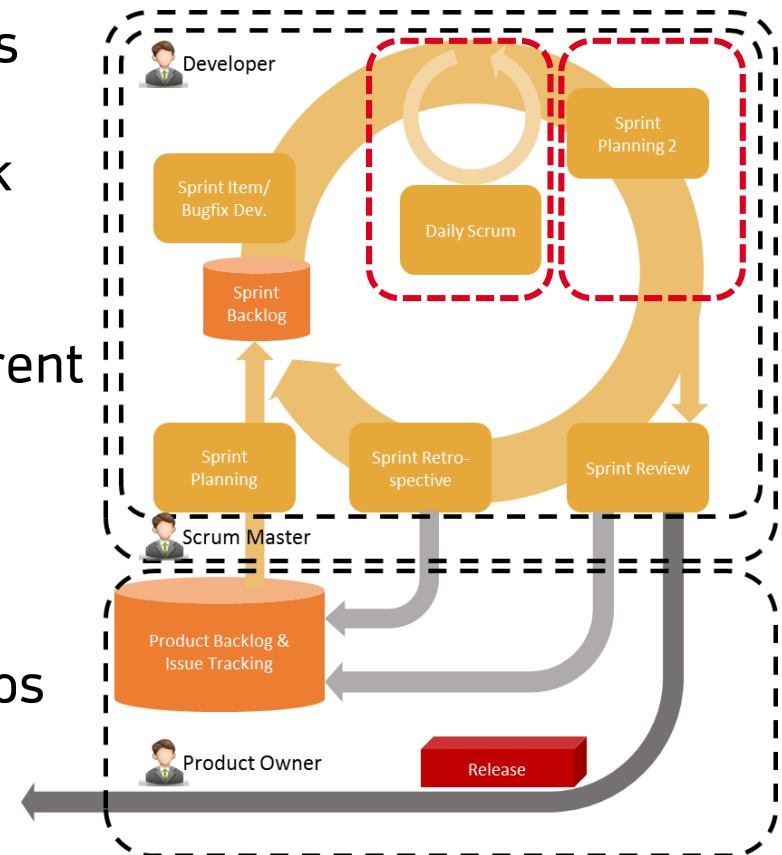 s
Developer
Sprint
Planning 2
k
Sprint Item/
Bugfix Dev.
Daily Scrum
Sprint
Backlog
rent
Sprint
Planning
Sprint Retro-
spective
Sprint Review
Scrum Master
Product Backlog &
Issue Tracking
os
Product Owner
Release